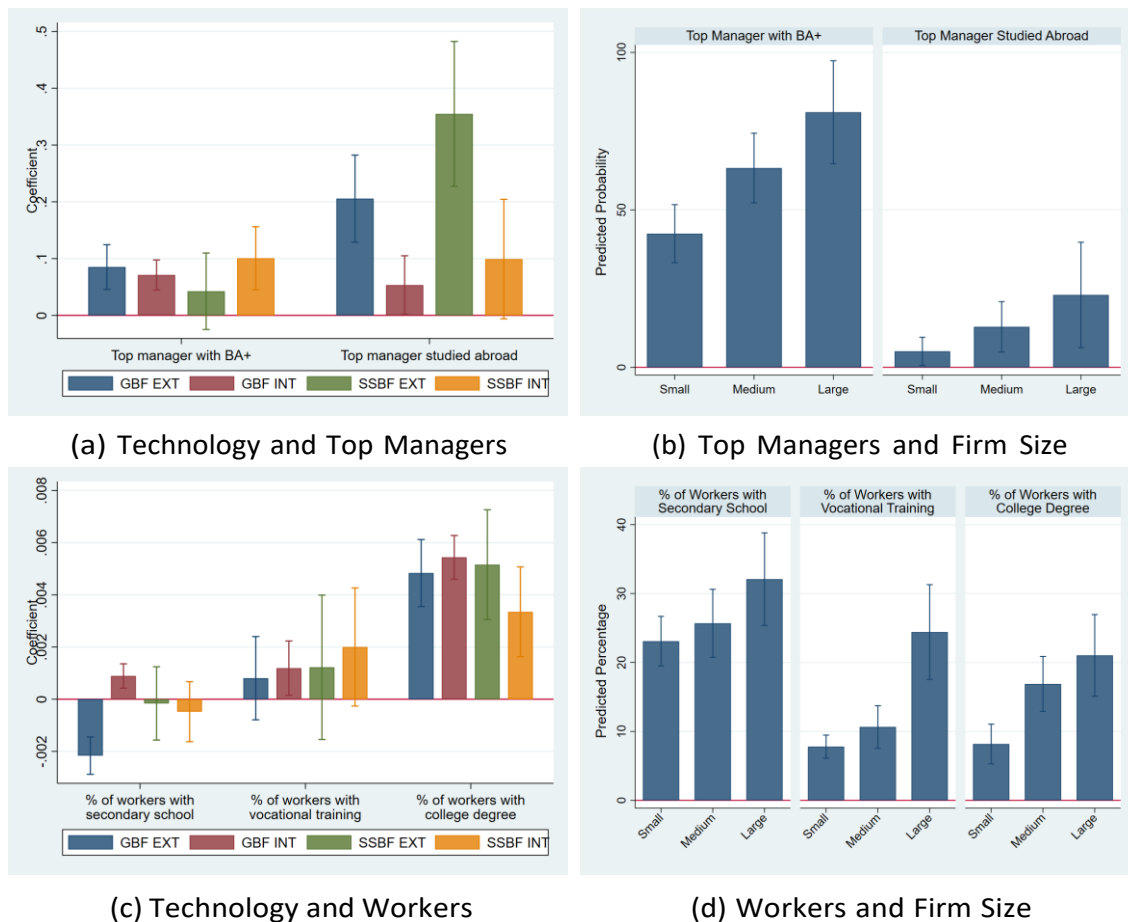 Coefficient
0
.1
.2
.3
.4
.5
Top manager with BA+
Top manager studied abroad
GBF EXT
GBF INT
SSBF EXT
SSBF INT
(a) Technology and Top Managers
Top Manager with BA+
Top Manager Studied Abroad
Predicted Probability
0
50
100
Small
Medium
Large
Small
Medium
Large
(b) Top Managers and Firm Size
Coefficient
-.002
0
.002
.004
.006
.008
% of workers with
secondary school
% of workers with
vocational training
% of workers with
college degree
GBF EXT
GBF INT
SSBF EXT
SSBF INT
(c) Technology and Workers
% of Workers with
Secondary School
% of Workers with
Vocational Training
% of Workers with
College Degree
Predicted Percentage
0
10
20
30
40
Small
Medium
Large
Small
Medium
Large
Small
Medium
Large
(d) Workers and Firm Size